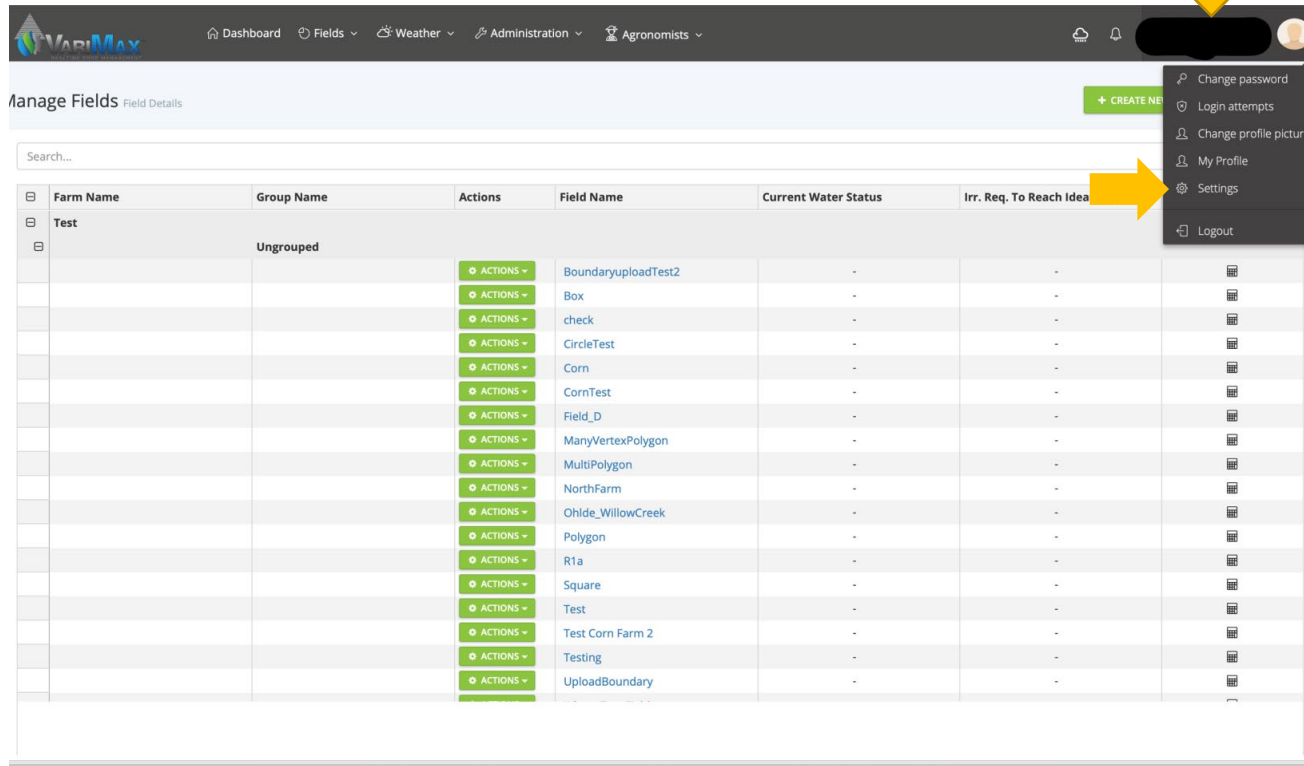 VARIMAX
Dashboard Fields Weather Administration Agronomists
Change password
Manage Fields Field Details
+ CREATE NE
Login attempts
Change profile pictur
Search...
My Profile
Farm Name Group Name Actions Field Name Current Water Status Irr. Req. To Reach Idea
Settings
Test
Logout
Ungrouped
ACTIONS BoundaryuploadTest2 - -
ACTIONS Box - -
ACTIONS check - -
ACTIONS CircleTest - -
ACTIONS Corn - -
ACTIONS CornTest - -
ACTIONS Field_D - -
ACTIONS ManyVertexPolygon - -
ACTIONS MultiPolygon - -
ACTIONS NorthFarm - -
ACTIONS Ohlde_WillowCreek - -
ACTIONS Polygon - -
ACTIONS R1a - -
ACTIONS Square - -
ACTIONS Test - -
ACTIONS Test Corn Farm 2 - -
ACTIONS Testing - -
ACTIONS UploadBoundary - -